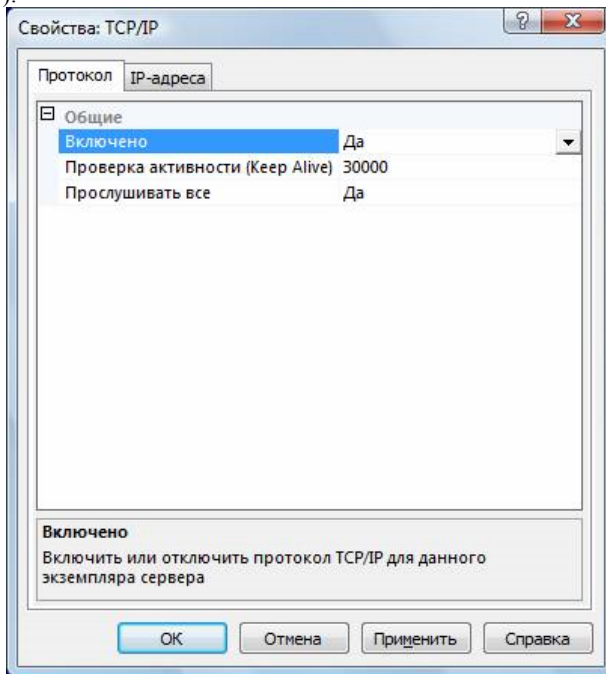 ).
Свойства: TCP/IP
Протокол IP-адреса
Общие
Включено Да
Проверка активности (Keep Alive) 30000
Прослушивать все Да
Включено
Включить или отключить протокол TCP/IP для данного
экземпляра сервера
ОК Отмена Применить Справка